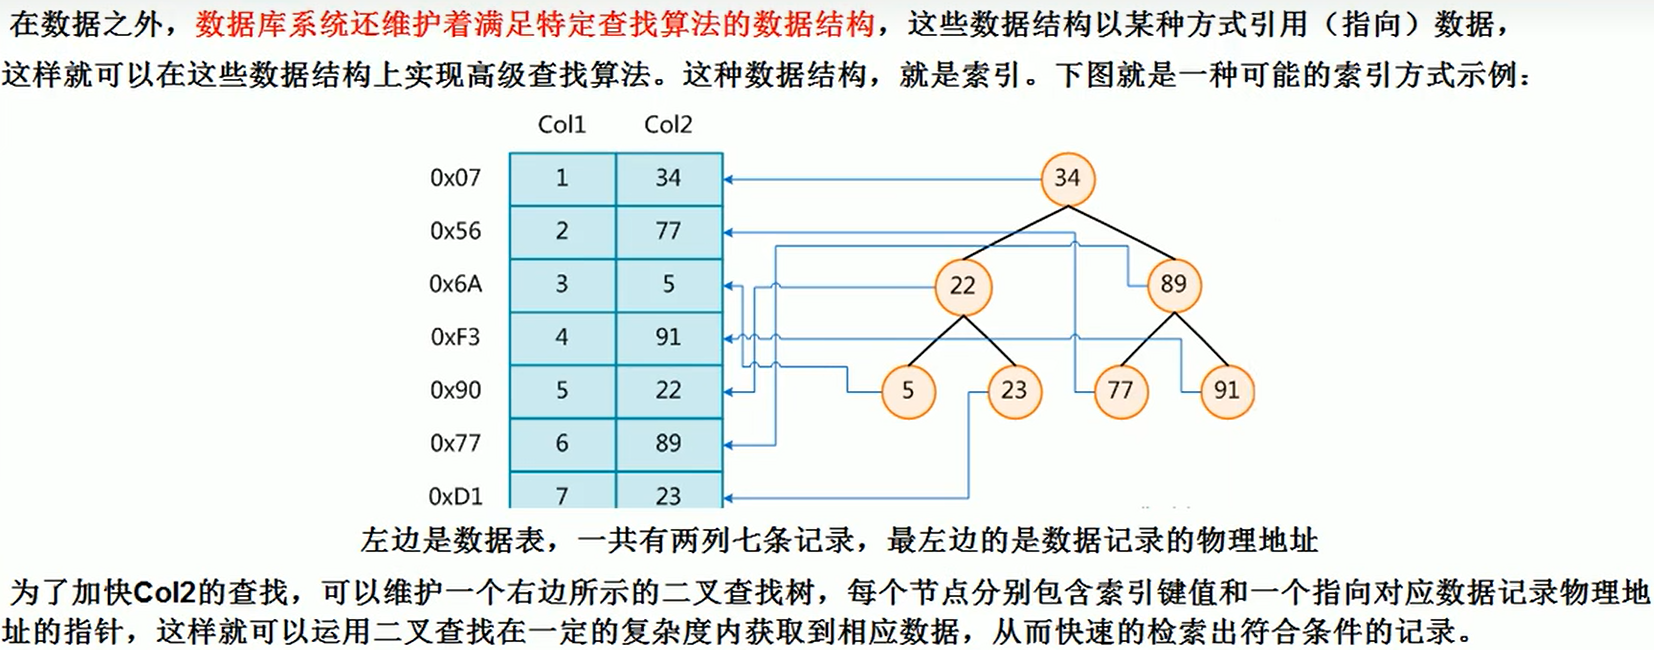 在数据之外，数据库系统还维护着满足特定查找算法的数据结构，这些数据结构以某种方式引用（指向）数据，
这样就可以在这些数据结构上实现高级查找算法。这种数据结构，就是索引。下图就是一种可能的索引方式示例：
Col1 Col2
0x07 1 34 34
0x56 2 77
0x6A 3 5 22 89
0xF3 4 91
0x90 5 22 5 23 77 91
0x77 6 89
0xD1 7 23
左边是数据表，一共有两列七条记录，最左边的是数据记录的物理地址
为了加快Col2的查找，可以维护一个右边所示的二叉查找树，每个节点分别包含索引键值和一个指向对应数据记录物理地
址的指针，这样就可以运用二叉查找在一定的复杂度内获取到相应数据，从而快速的检索出符合条件的记录。